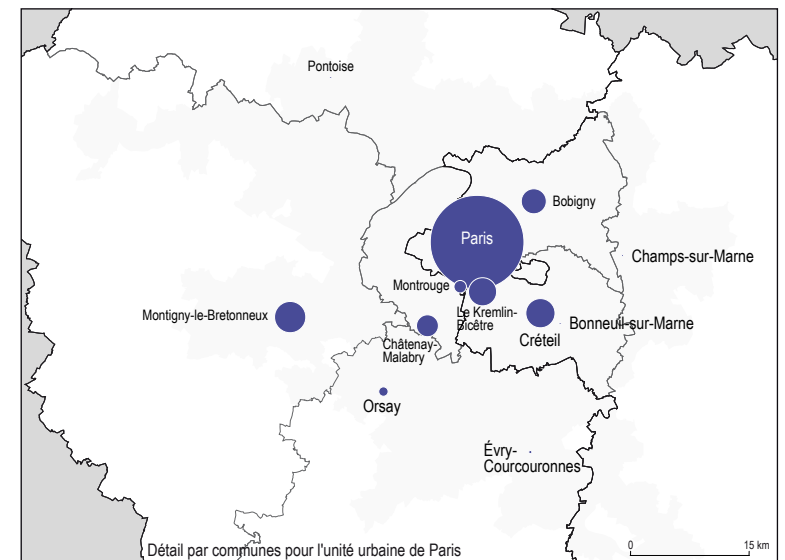 Pontoise
Bobigny
Paris
Champs-sur-Marne
Montrouge
Montigny-le-Bretonneux
Le Kremlin-
Bicêtre
Bonneuil-sur-Marne
Créteil
Châtenay-
Malabry
Orsay
Évry-
Courcouronnes
0
15 km
Détail par communes pour l'unité urbaine de Paris